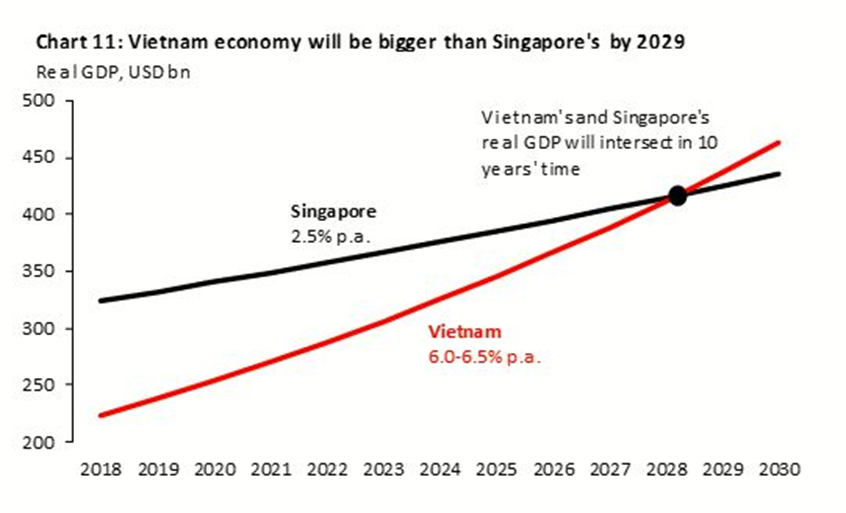 Chart 11: Vietnam economy will be bigger than Singapore's by 2029
Real GDP, USD bn
500
450
400
350
300
250
200
Vietnam's and Singapore's
real GDP will intersect in 10
years' time
Singapore
2.5% p.a.
Vietnam
6.0-6.5% p.a.
2018 2019 2020 2021 2022 2023 2024 2025 2026 2027 2028 2029 2030